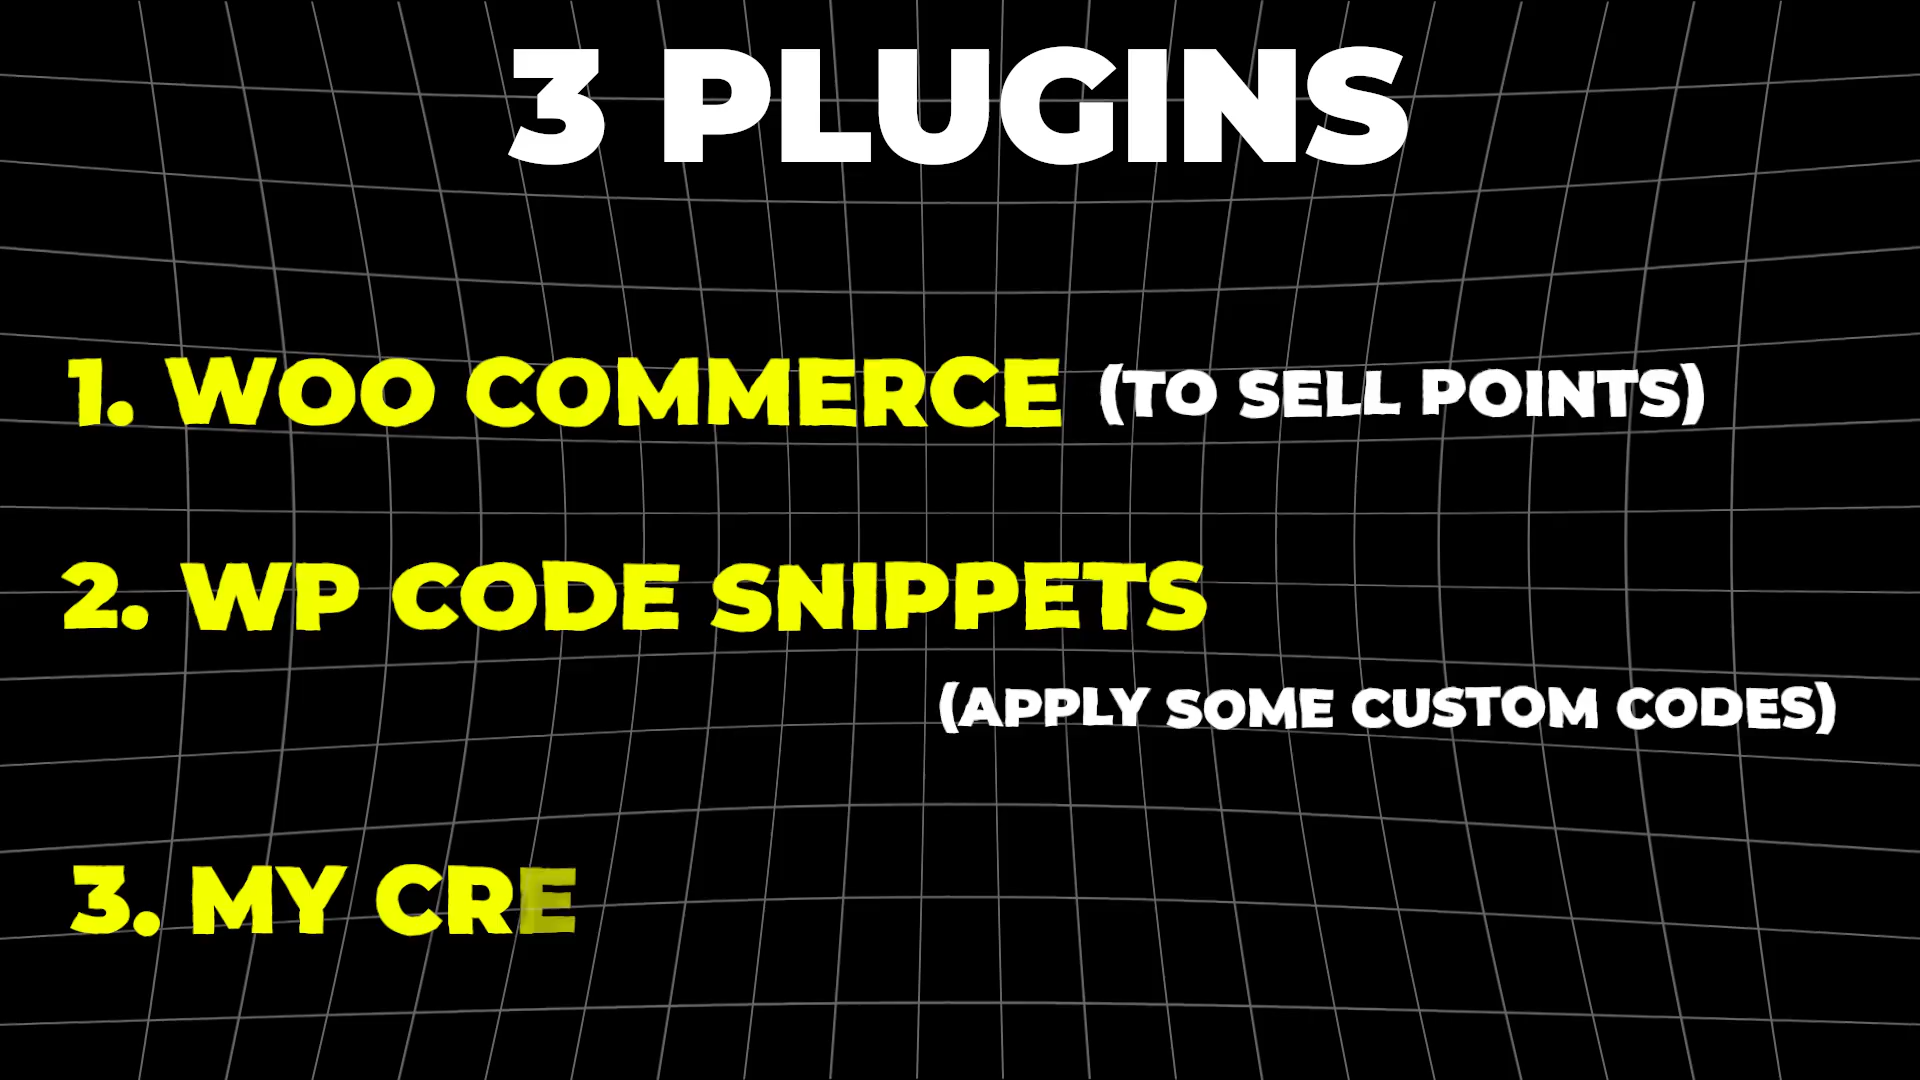 3 PLUGINS
1. WOO COMMERCE (TO SELL POINTS)
2. WP CODE SNIPPETS
(APPLY SOME CUSTOM CODES)
3. MY CRE